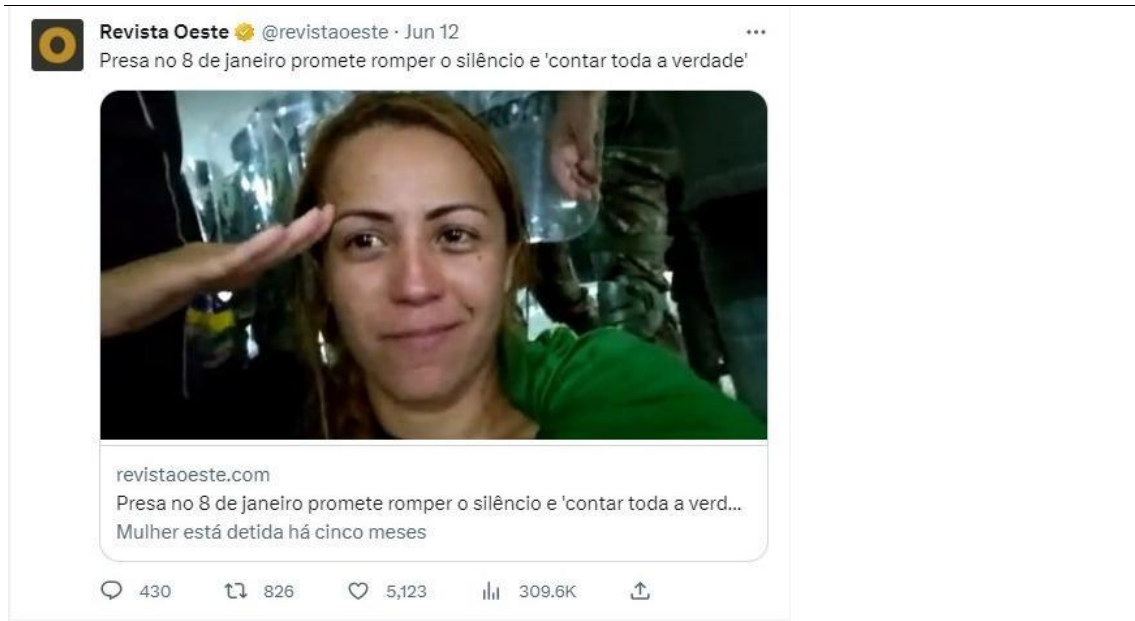 Revista Oeste @revistaoeste · Jun 12
Presa no 8 de janeiro promete romper o silêncio e 'contar toda a verdade'
revistaoeste.com
Presa no 8 de janeiro promete romper o silêncio e 'contar toda a verd...
Mulher está detida há cinco meses
430 826 5,123 309.6K